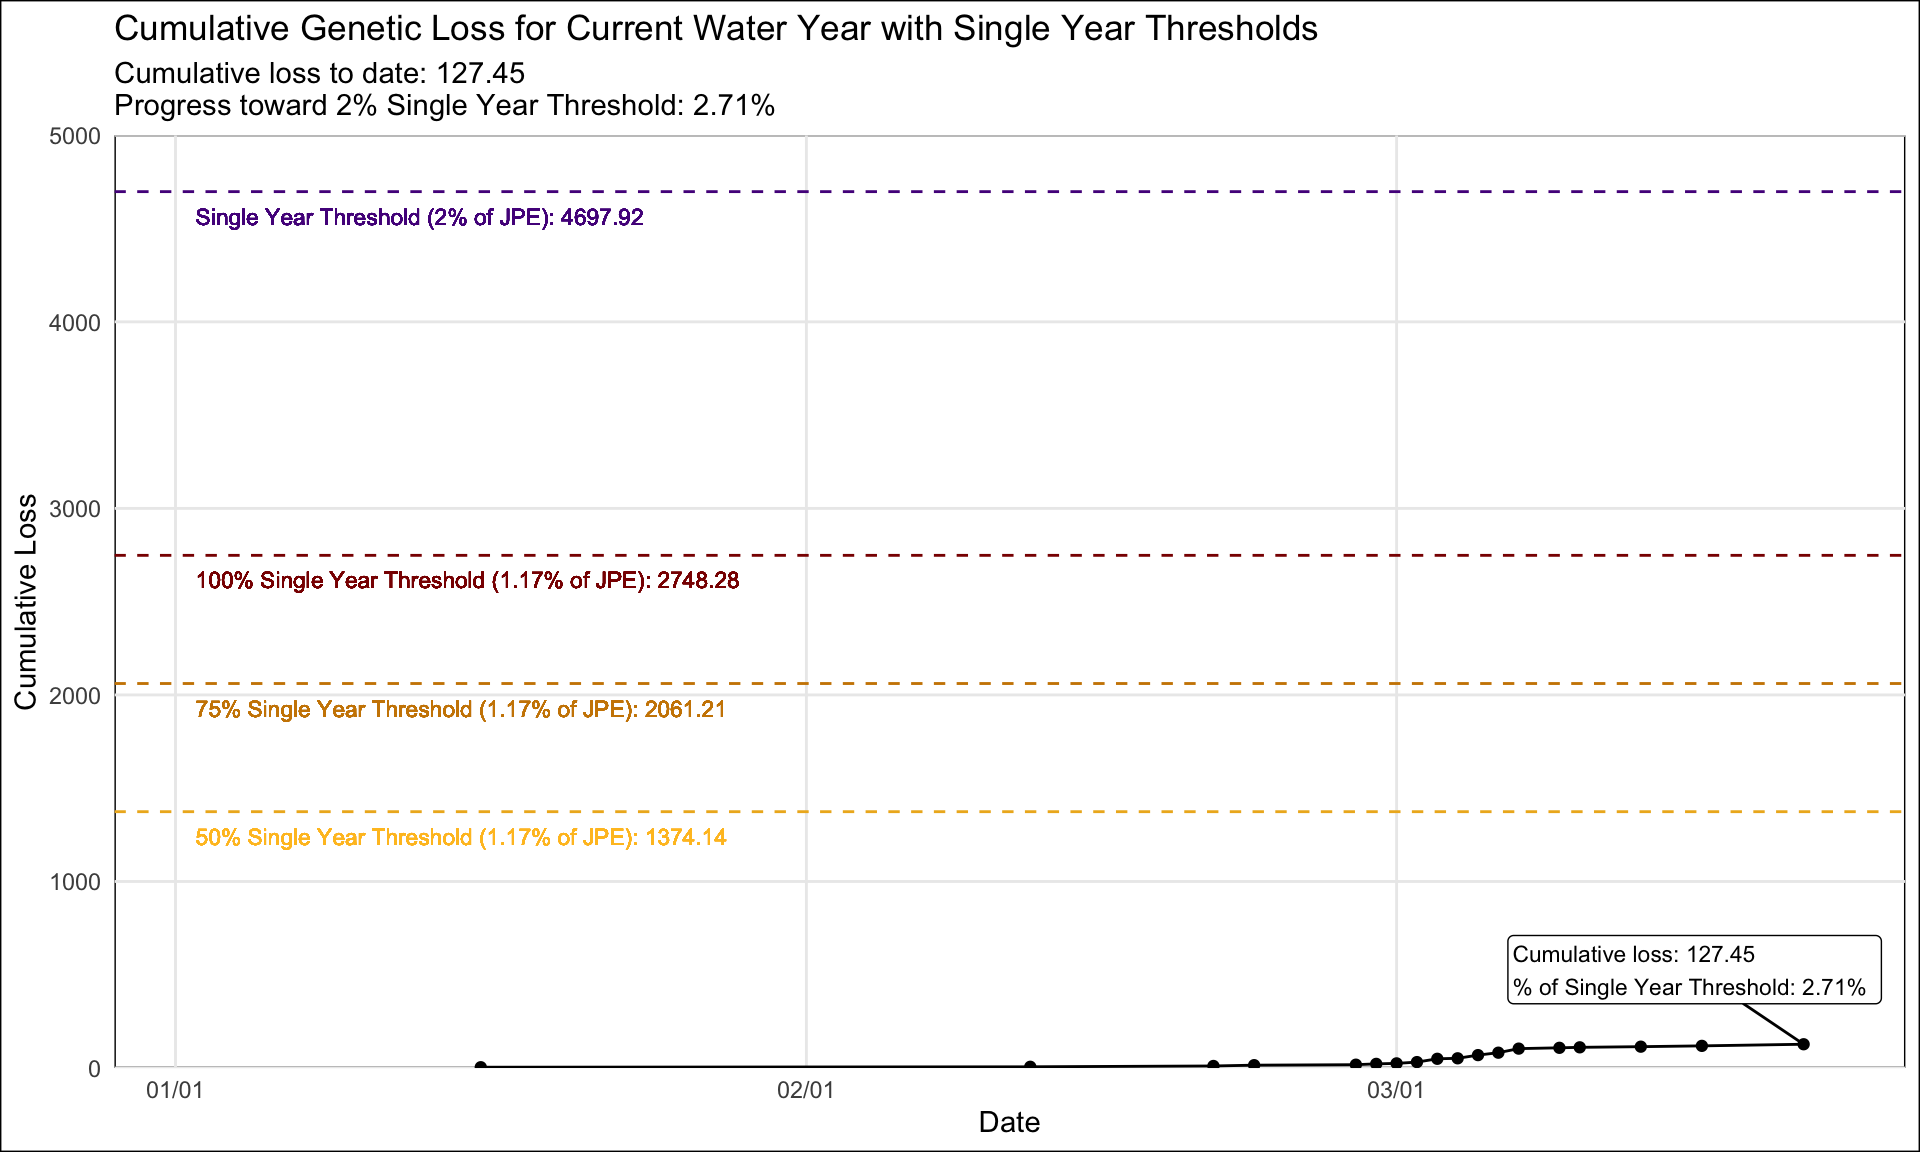 Cumulative Genetic Loss for Current Water Year with Single Year Thresholds
Cumulative loss to date: 127.45
Progress toward 2% Single Year Threshold: 2.71%
5000
Single Year Threshold (2% of JPE): 4697.92
4000
3000
100% Single Year Threshold (1.17% of JPE): 2748.28
Cumulative Loss
2000
75% Single Year Threshold (1.17% of JPE): 2061.21
50% Single Year Threshold (1.17% of JPE): 1374.14
1000
Cumulative loss: 127.45
% of Single Year Threshold: 2.71%
0
01/01
02/01
03/01
Date